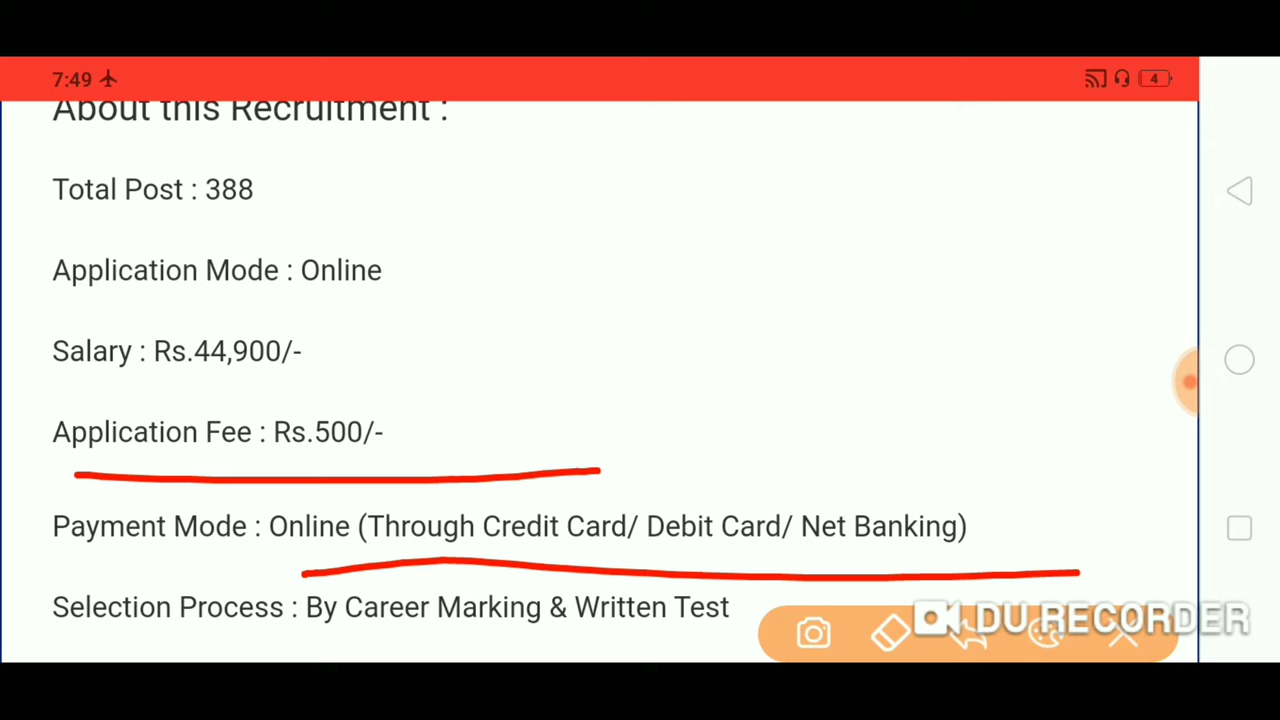 7:49
4
About this Recruitment :
Total Post : 388
Application Mode : Online
Salary : Rs.44,900/-
Application Fee : Rs.500/-
Payment Mode : Online (Through Credit Card/ Debit Card/ Net Banking)
Selection Process : By Career Marking & Written Test
DU RECORDER